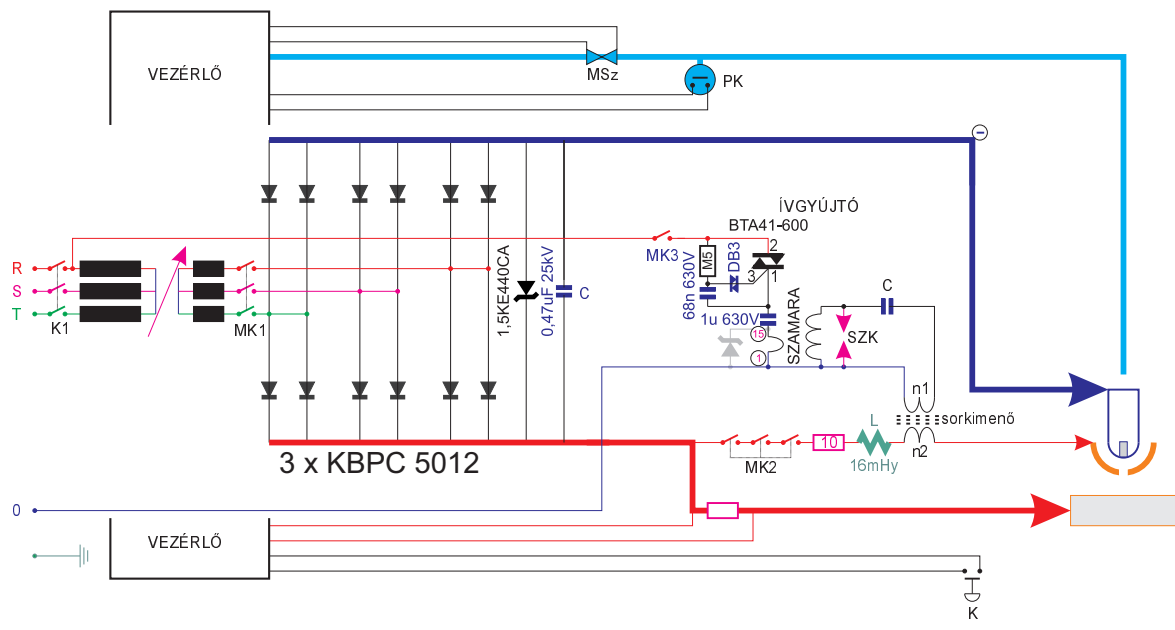 VEZÉRLŐ
MSz
PK
−
ÍVGYÚJTÓ
BTA41-600
R
S
T
K1
MK1
1,5KE440CA
0,47uF 25kV
C
MK3
M5
DB3
2
3
1
68n 630V
1u 630V
15
1
SZAMARA
SZK
C
n1
sorkimenő
n2
L
16mHy
10
MK2
3 x KBPC 5012
0
VEZÉRLŐ
K